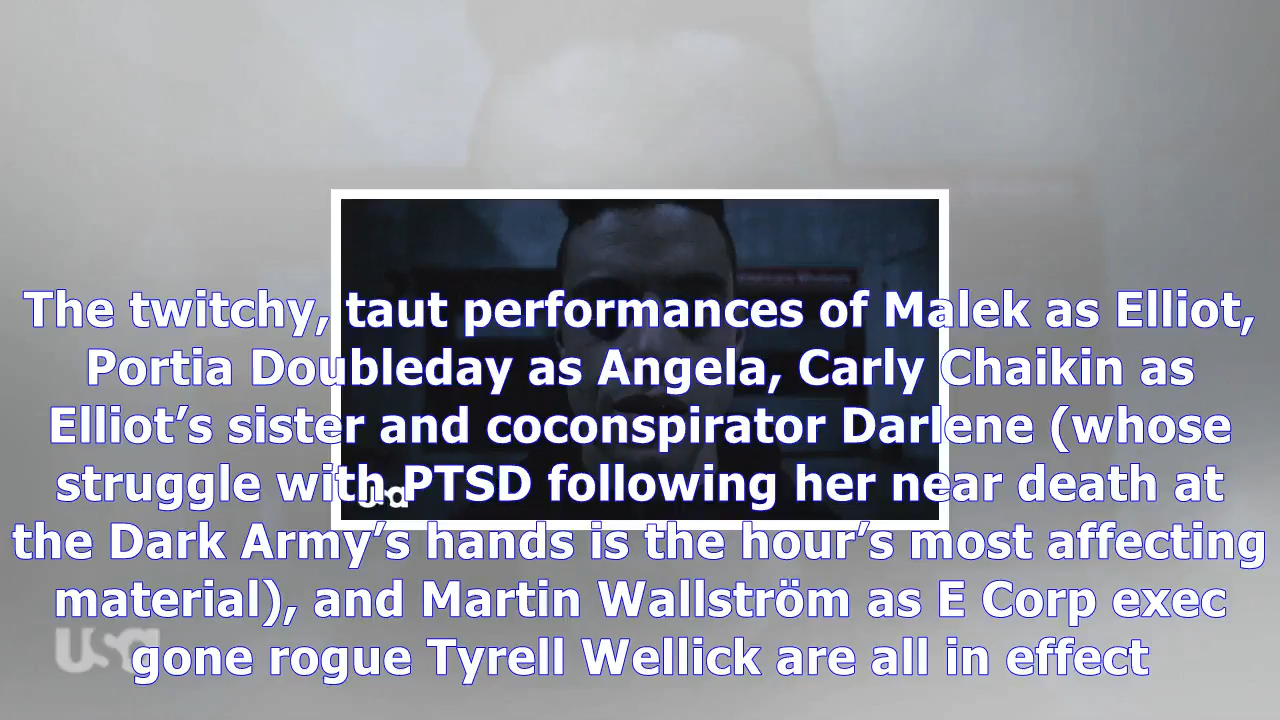 The twitchy, taut performances of Malek as Elliot,
Portia Doubleday as Angela, Carly Chaikin as
Elliot’s sister and coconspirator Darlene (whose
struggle with PTSD following her near death at
the Dark Army’s hands is the hour’s most affecting
material), and Martin Wallström as E Corp exec
gone rogue Tyrell Wellick are all in effect
usa
usa